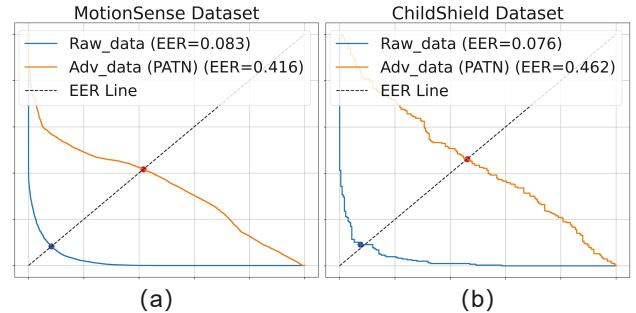 MotionSense Dataset
Raw_data (EER=0.083)
Adv_data (PATN) (EER=0.416)
EER Line
(a)
ChildShield Dataset
Raw_data (EER=0.076)
Adv_data (PATN) (EER=0.462)
EER Line
(b)